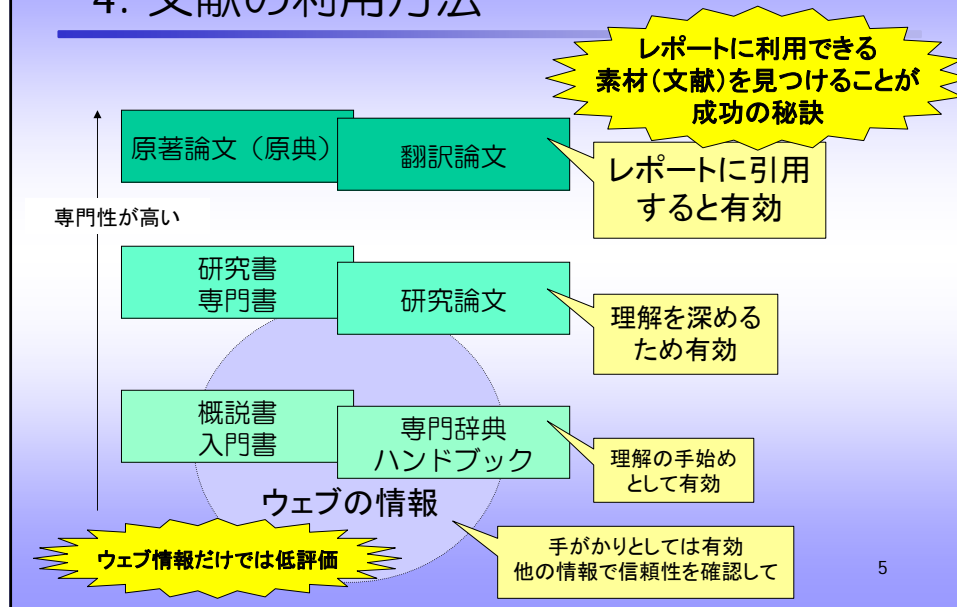 4. 文献の利用方法
レポートに利用できる
素材（文献）を見つけることが
成功の秘訣
原著論文（原典）
翻訳論文
レポートに引用
すると有効
専門性が高い
研究書
専門書
研究論文
理解を深める
ため有効
概説書
入門書
専門辞典
ハンドブック
理解の手始め
として有効
ウェブの情報
ウェブ情報だけでは低評価
手がかりとしては有効
他の情報で信頼性を確認して
5